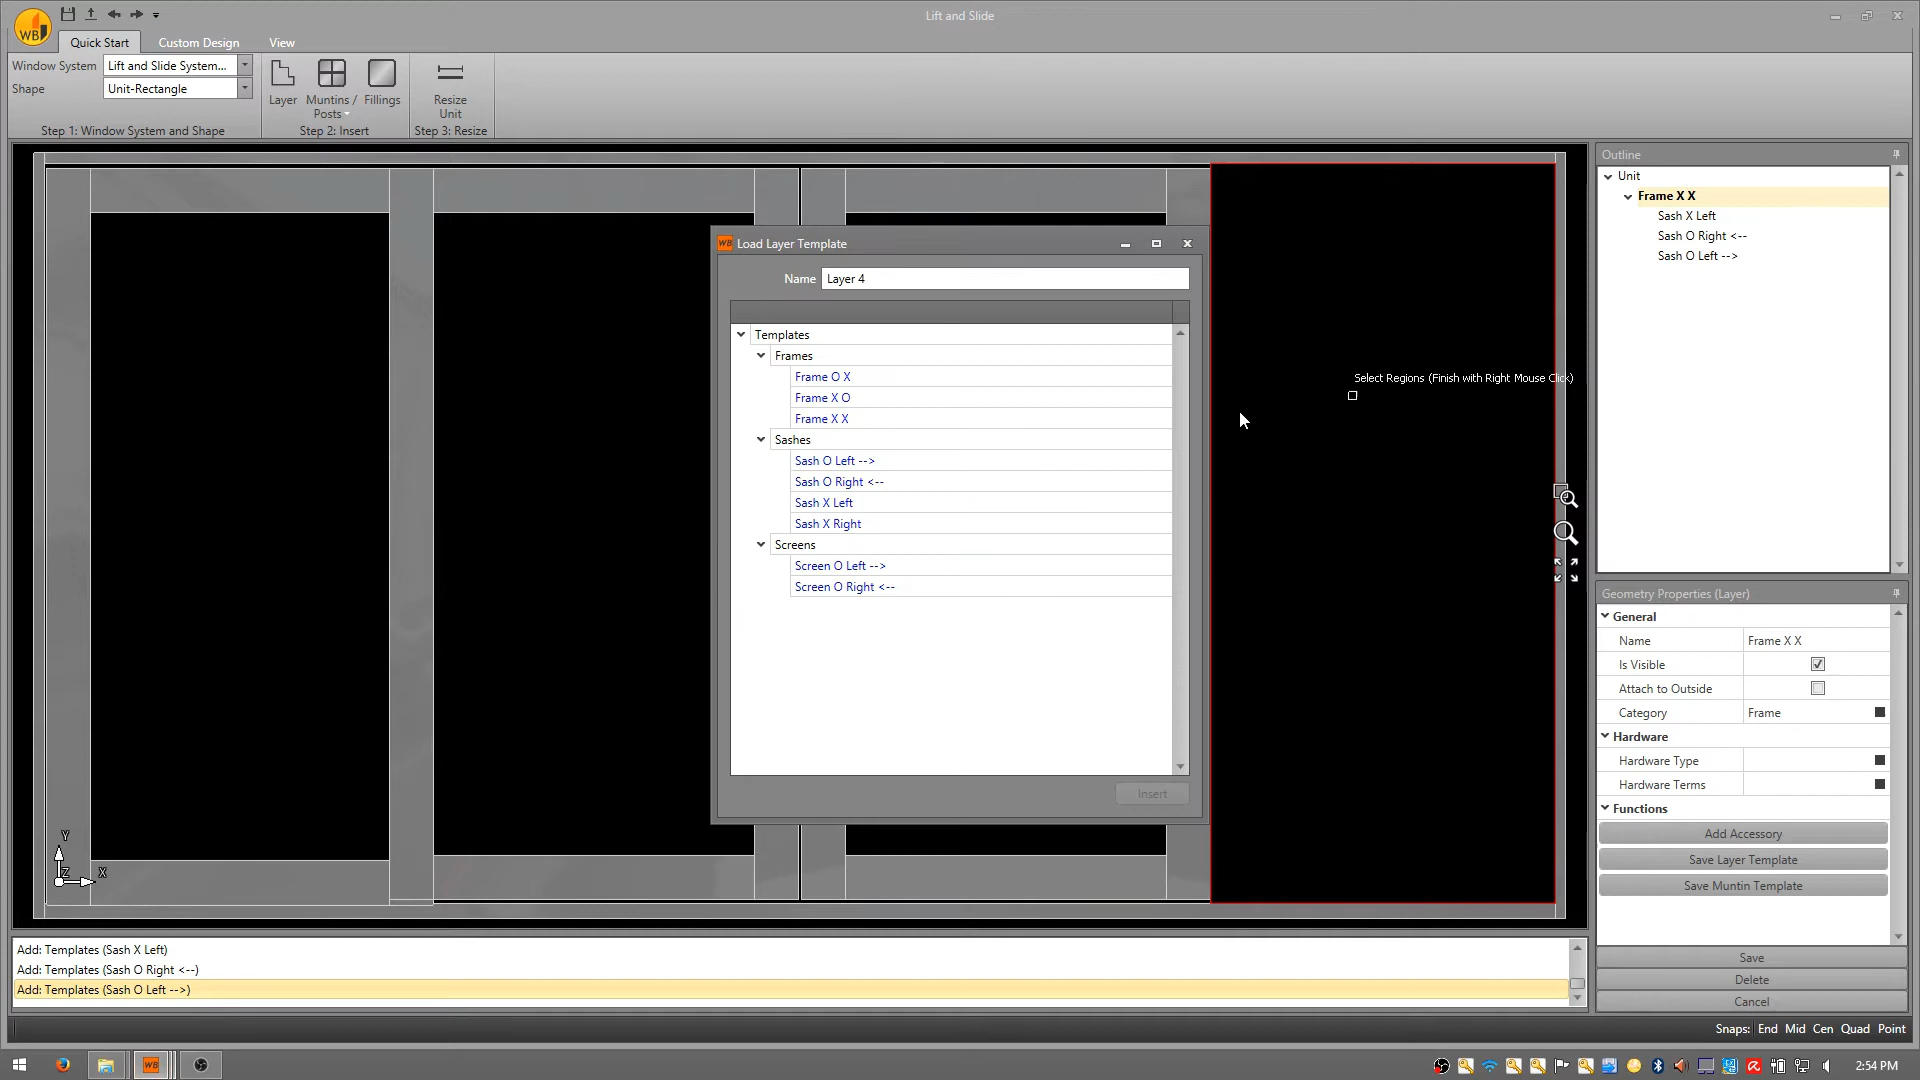 Lift and Slide
WB
Quick Start
Custom Design
View
Window System
Lift and Slide System...
Shape
Unit-Rectangle
Layer
Muntins /
Posts
Fillings
Resize
Unit
Step 1: Window System and Shape
Step 2: Insert
Step 3: Resize
Outline
Unit
Frame X X
Sash X Left
Sash O Right <--
Sash O Left -->
WB
Load Layer Template
Name
Layer 4
Templates
Frames
Frame O X
Frame X O
Frame X X
Sashes
Sash O Left -->
Sash O Right <--
Sash X Left
Sash X Right
Screens
Screen O Left -->
Screen O Right <--
Insert
Select Regions (Finish with Right Mouse Click)
Y
Z
X
Geometry Properties (Layer)
General
Name
Frame X X
Is Visible
Attach to Outside
Category
Frame
Hardware
Hardware Type
Hardware Terms
Functions
Add Accessory
Save Layer Template
Save Muntin Template
Save
Delete
Cancel
Add: Templates (Sash X Left)
Add: Templates (Sash O Right <--)
Add: Templates (Sash O Left -->)
Snaps: End Mid Cen Quad Point
WB
2:54 PM